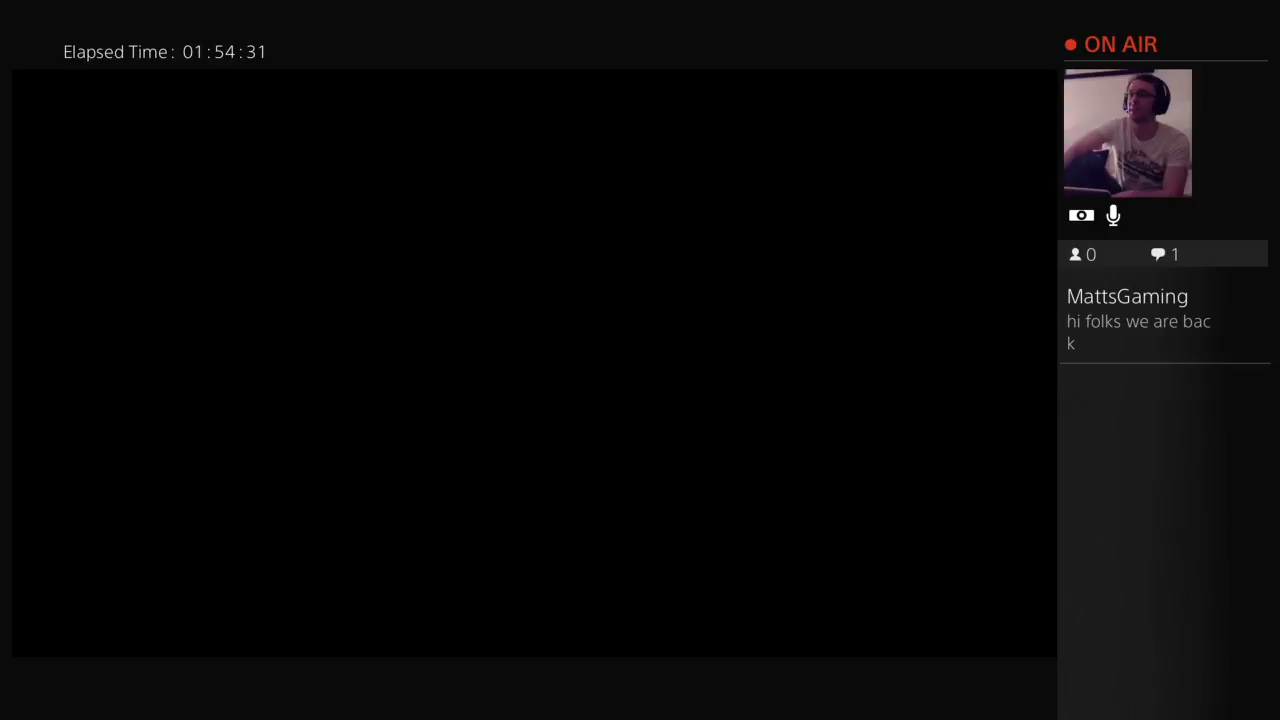 Elapsed Time: 01:54:31
ON AIR
0 1
MattsGaming
hi folks we are bac
k